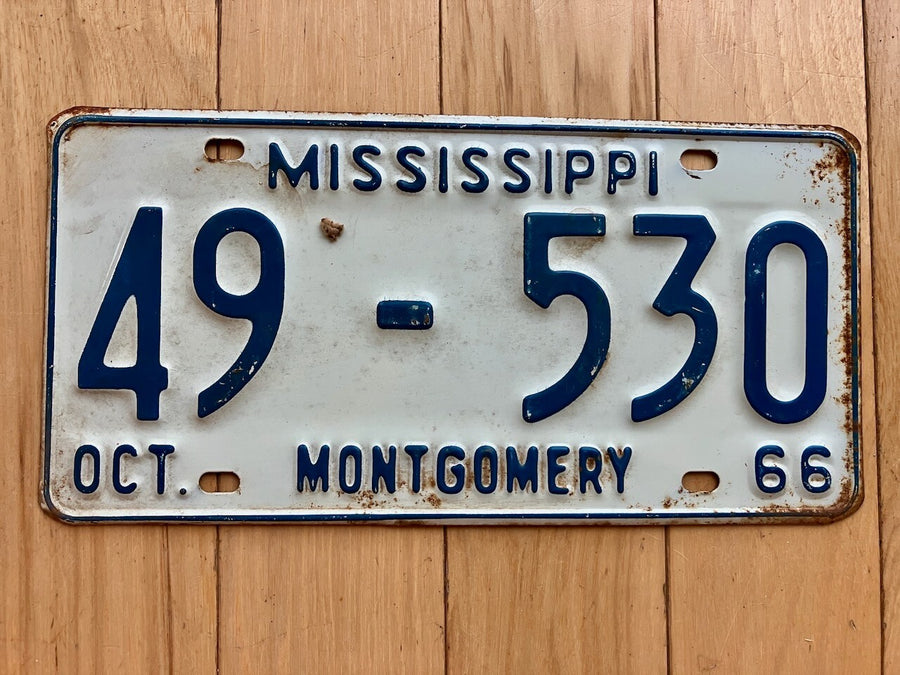 MISSISSIPPI
49 - 530
OCT. MONTGOMERY 66